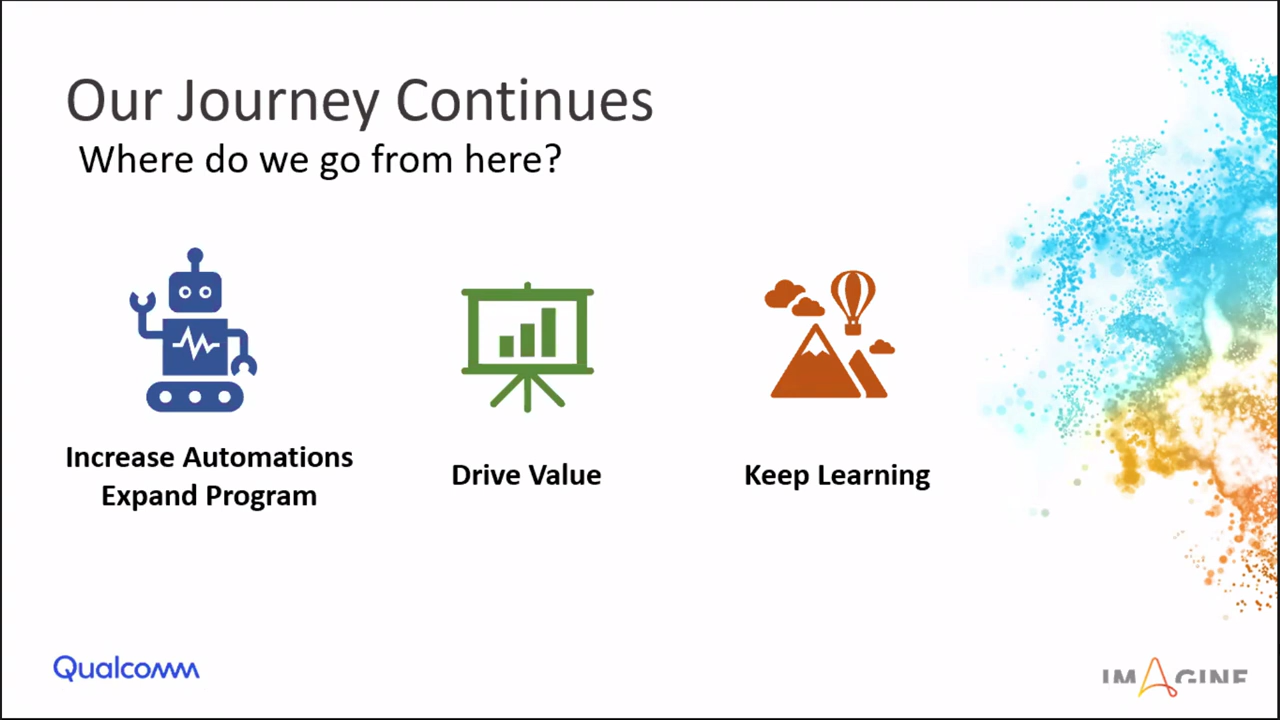 Our Journey Continues
Where do we go from here?
Increase Automations
Expand Program
Drive Value
Keep Learning
Qualcomm
IMAGINE